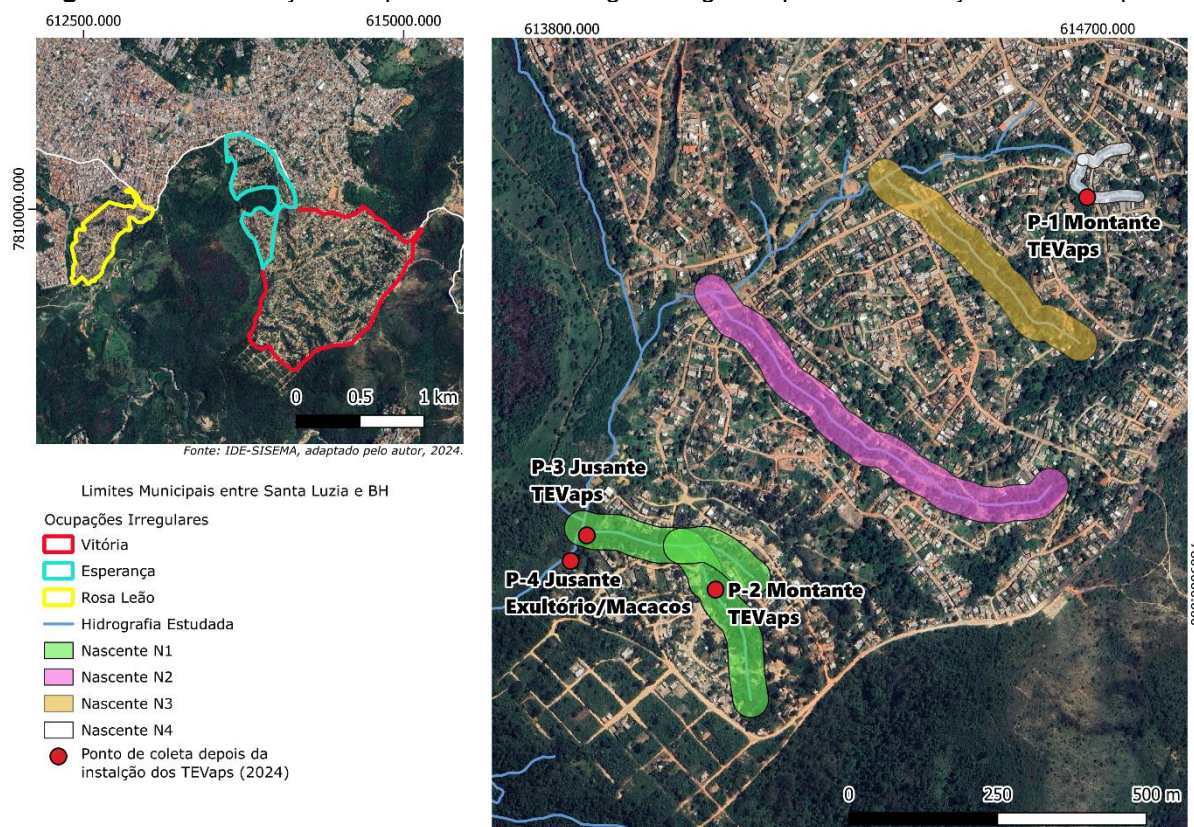 612500.000
615000.000
613800.000
614700.000
7810000.000
0 0.5 1 km
Fonte: IDE-SISEMA, adaptado pelo autor, 2024.
Limites Municipais entre Santa Luzia e BH
Ocupações Irregulares
Vitória
Esperança
Rosa Leão
Hidrografia Estudada
Nascente N1
Nascente N2
Nascente N3
Nascente N4
Ponto de coleta depois da
instalção dos TEVaps (2024)
P-1 Montante
TEVaps
P-3 Jusante
TEVaps
P-4 Jusante
Exultório/Macacos
P-2 Montante
TEVaps
0 250 500 m